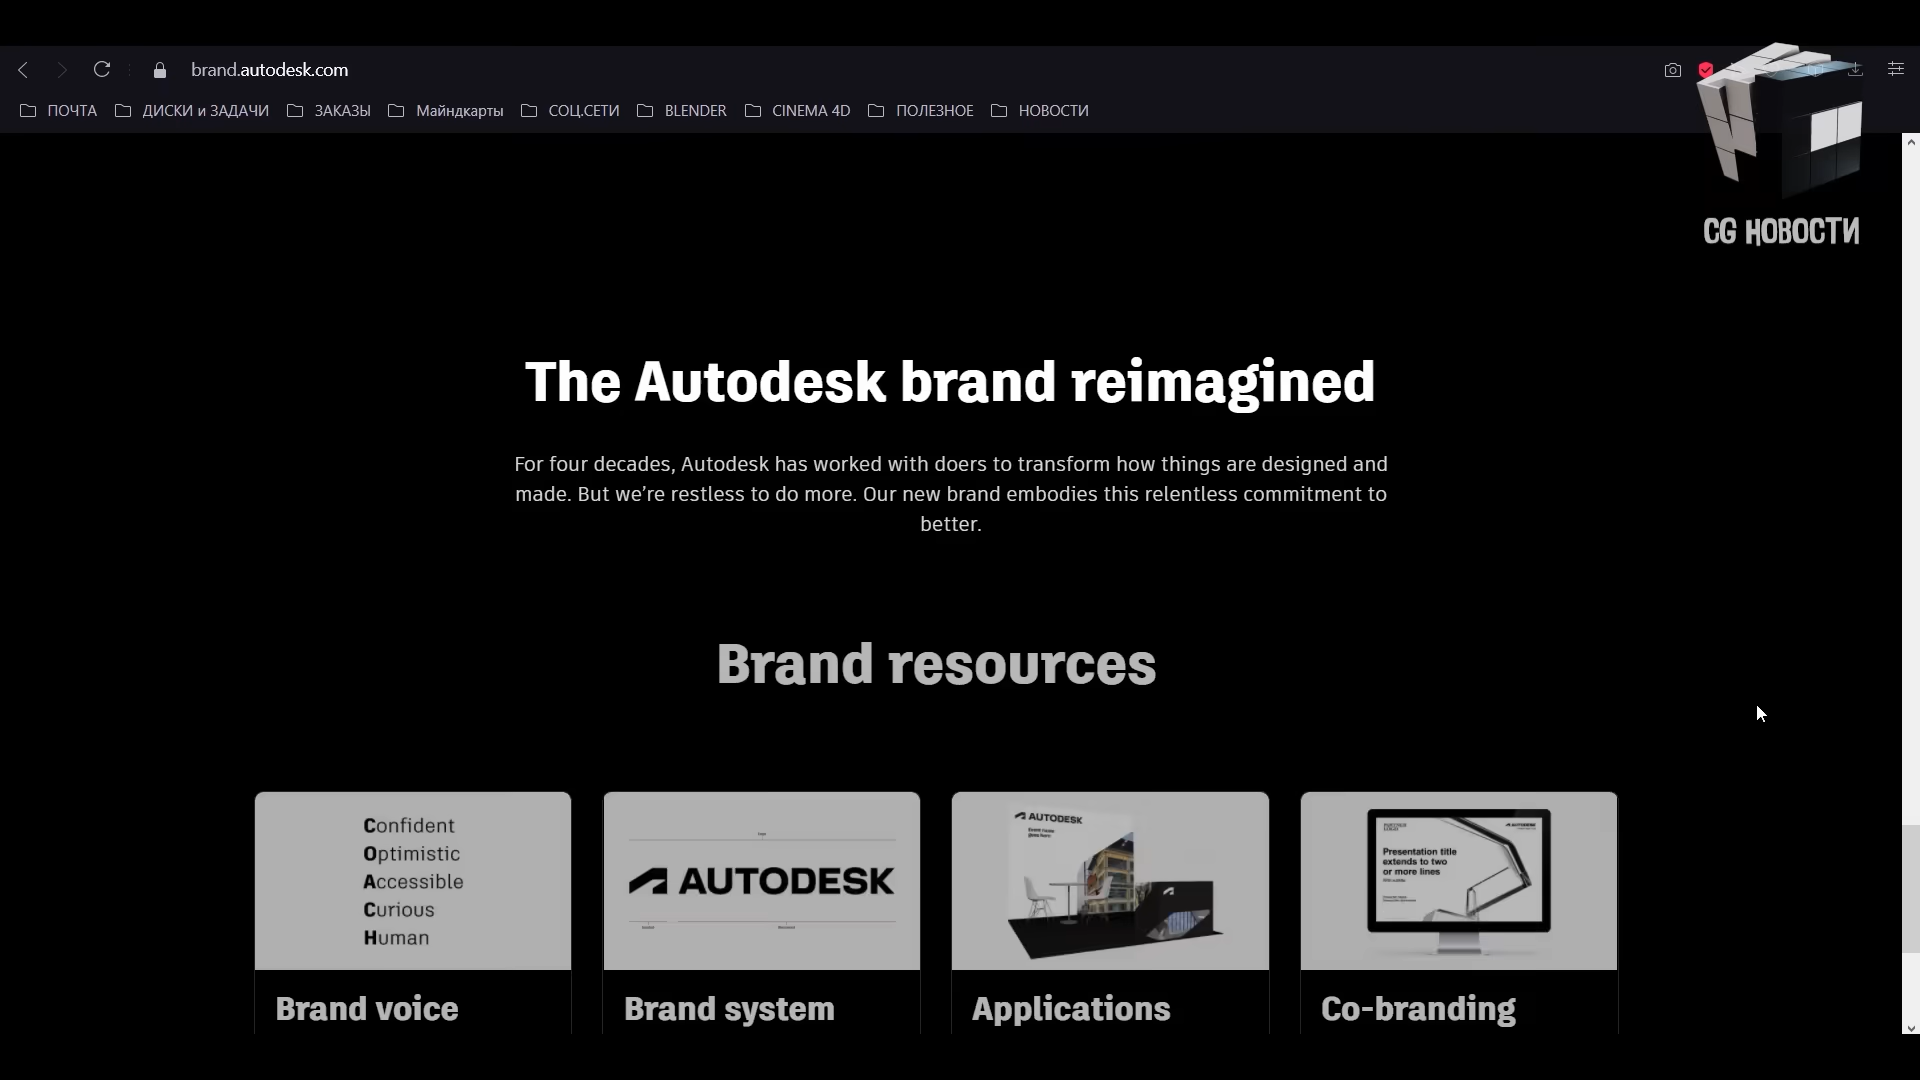 brand.autodesk.com
ПОЧТА
ДИСКИ и ЗАДАЧИ
ЗАКАЗЫ
Майндкарты
СОЦ.СЕТИ
BLENDER
CINEMA 4D
ПОЛЕЗНОЕ
НОВОСТИ
CG НОВОСТИ
The Autodesk brand reimagined
For four decades, Autodesk has worked with doers to transform how things are designed and
made. But we’re restless to do more. Our new brand embodies this relentless commitment to
better.
Brand resources
Confident
Optimistic
Accessible
Curious
Human
AUTODESK
AUTODESK
Event name
goes here
Presentation title
extends to two
or more lines
Brand voice
Brand system
Applications
Co-branding